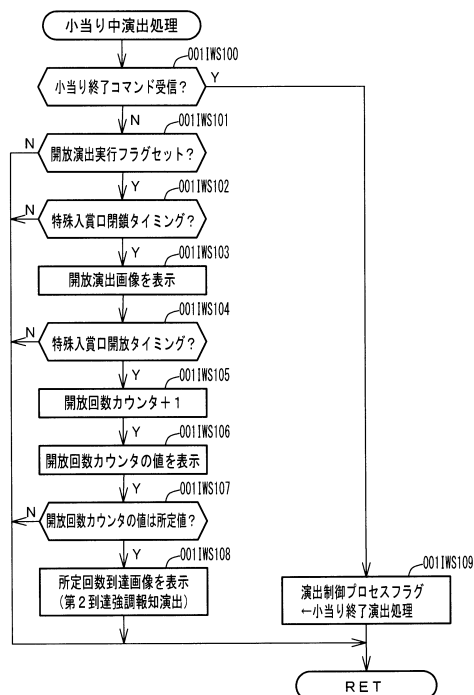 小当り中演出処理
001IWS100
小当り終了コマンド受信？
Y
N
001IWS101
N
開放演出実行フラグセット？
Y
001IWS102
N
特殊入賞口閉鎖タイミング？
Y
001IWS103
開放演出画像を表示
001IWS104
N
特殊入賞口開放タイミング？
Y
001IWS105
開放回数カウンタ＋１
001IWS106
開放回数カウンタの値を表示
Y
001IWS107
N
開放回数カウンタの値は所定値？
Y
001IWS108
所定回数到達画像を表示
(第２到達強調報知演出)
001IWS109
演出制御プロセスフラグ
←小当り終了演出処理
ＲＥＴ